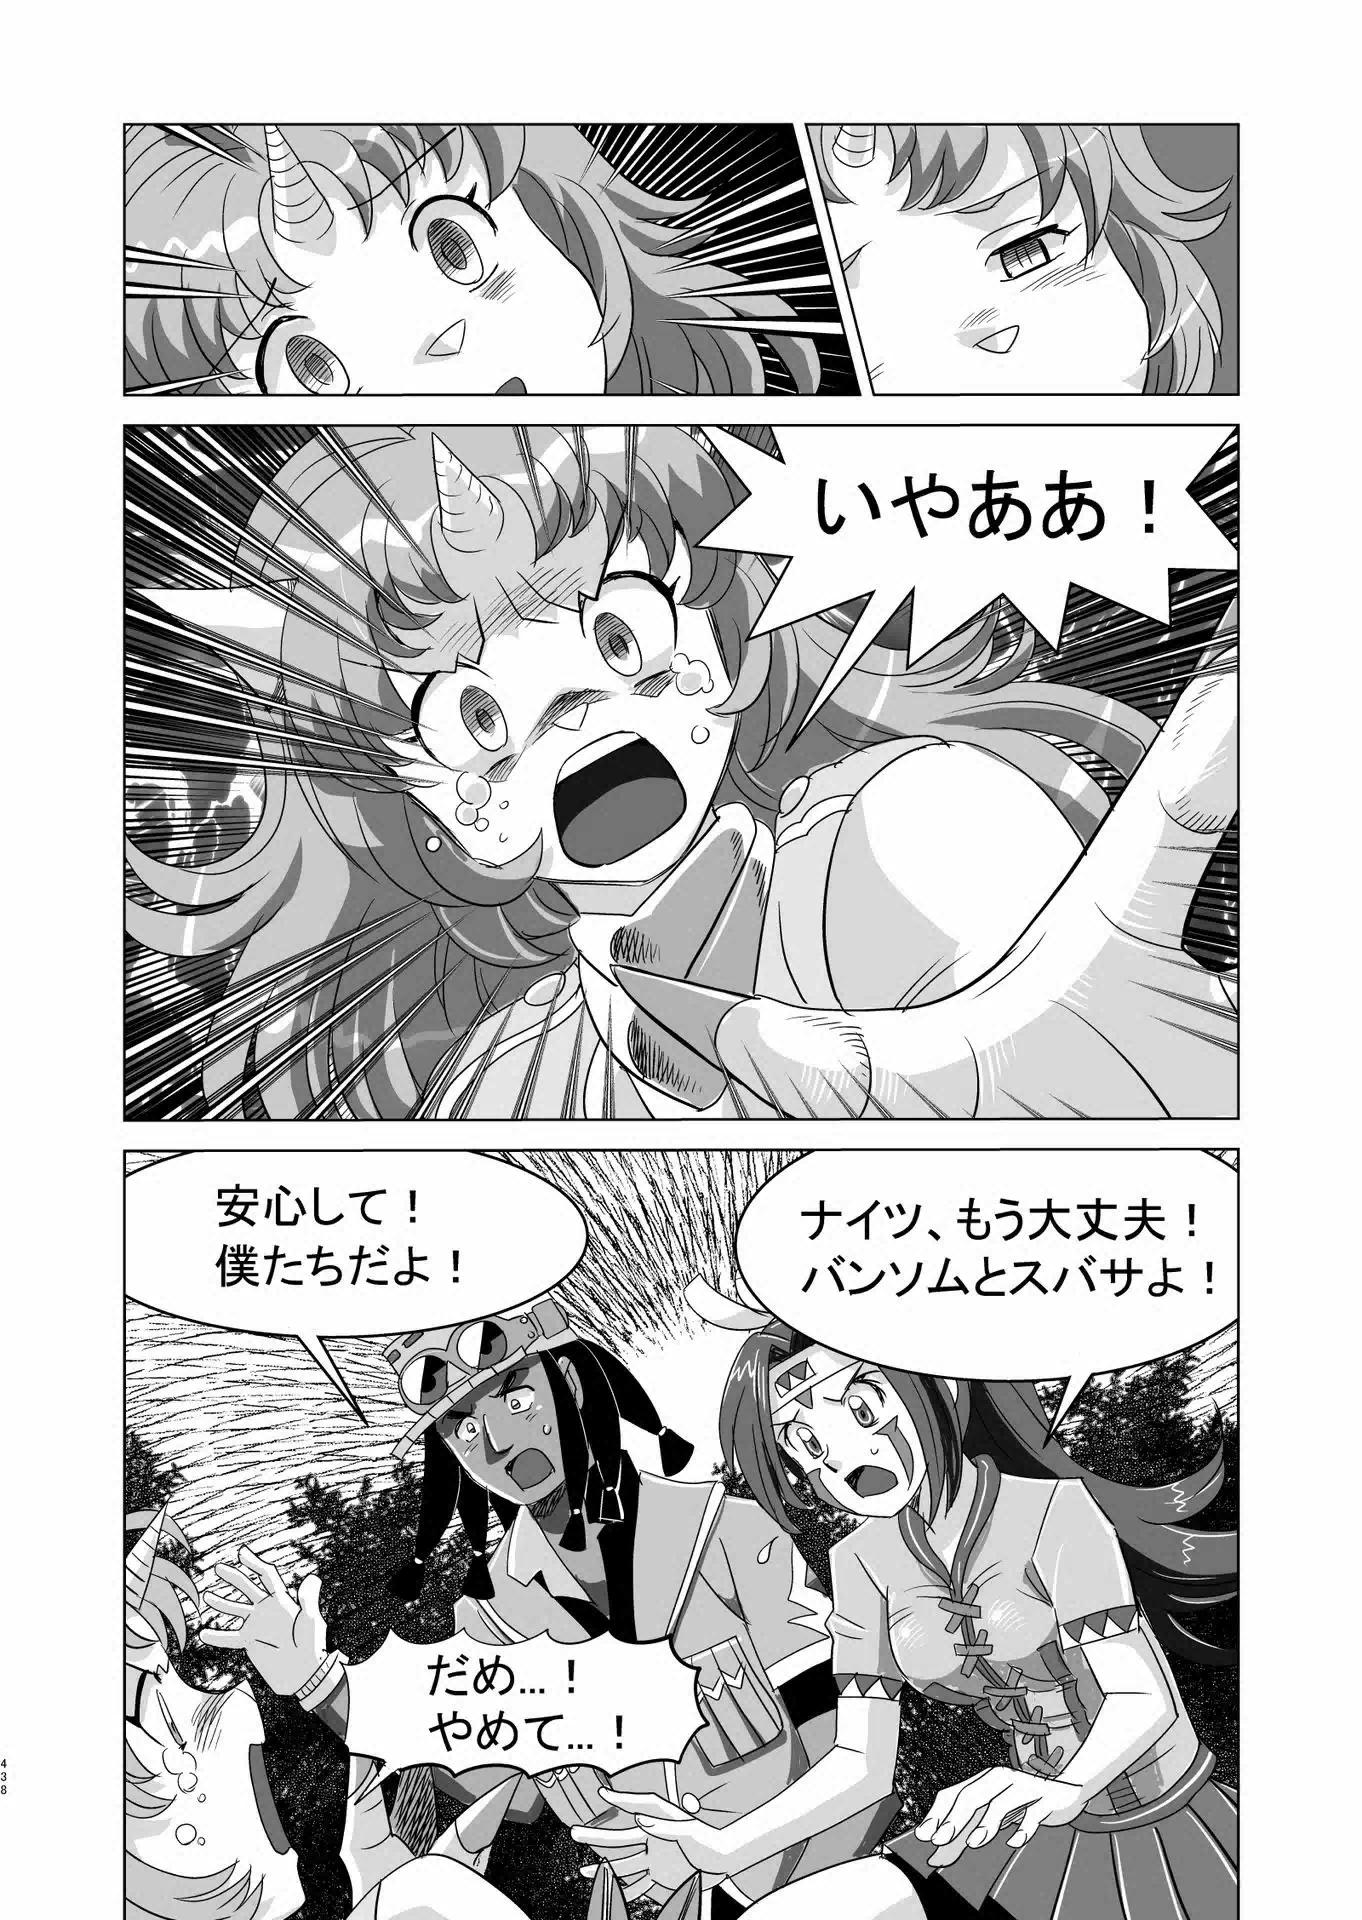 いやああ！
ナイツ、もう大丈夫！
バンソムとスバサよ！
安心して！
僕たちだよ！
だめ…！
やめて…！
438